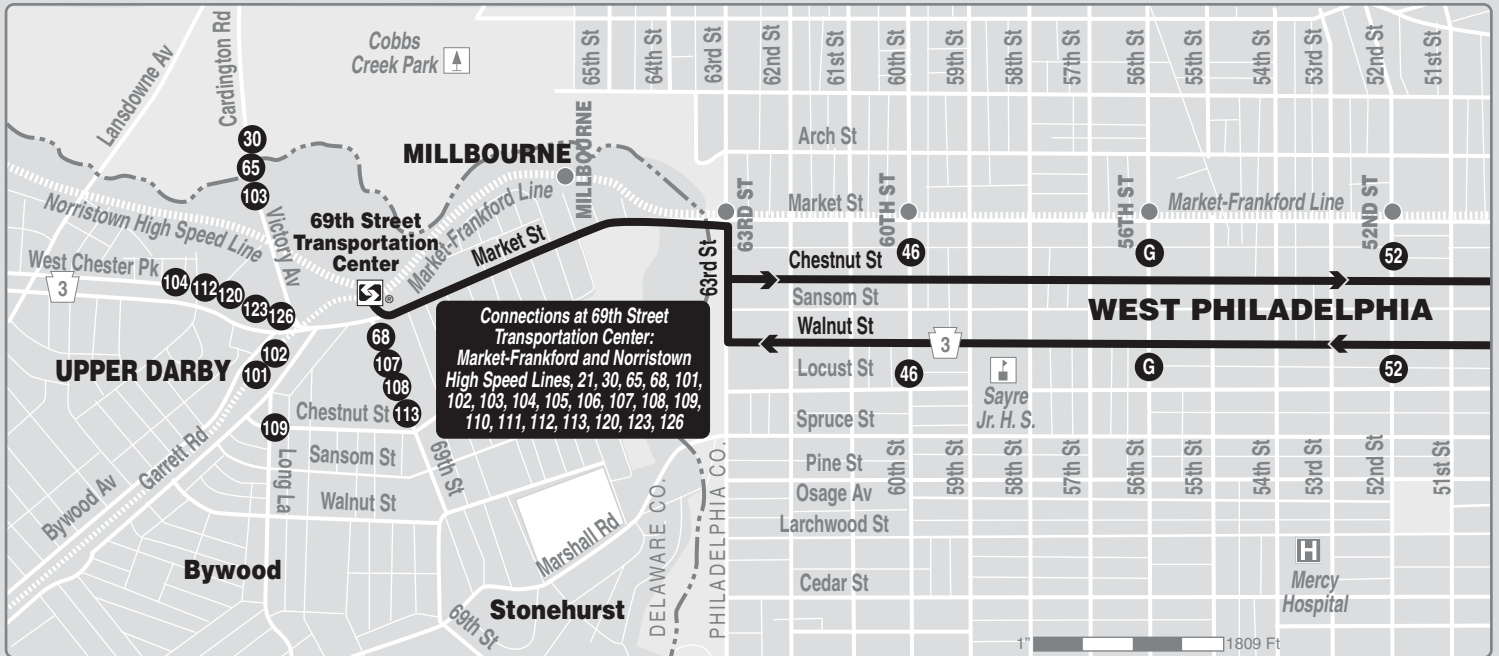 Lansdowne Av
Cardington Rd
Cobbs
Creek Park
65th St
64th St
63rd St
62nd St
61st St
60th St
59th St
58th St
57th St
56th St
55th St
54th St
53rd St
52nd St
51st St
30
65
103
MILLBOURNE
MILLBOURNE
Arch St
Norristown High Speed Line
Victory Av
69th Street
Transportation
Center
®
Market-Frankford Line
Market St
63RD ST
Market St
60TH ST
56TH ST
Market-Frankford Line
52ND ST
46
G
52
West Chester Pk
3
104
112
120
123
126
63rd St
Chestnut St
Sansom St
Walnut St
WEST PHILADELPHIA
3
Locust St
46
G
52
Sayre
Jr. H. S.
UPPER DARBY
102
101
68
107
108
113
Connections at 69th Street
Transportation Center:
Market-Frankford and Norristown
High Speed Lines, 21, 30, 65, 68, 101,
102, 103, 104, 105, 106, 107, 108, 109,
110, 111, 112, 113, 120, 123, 126
109
Chestnut St
Spruce St
Sansom St
69th St
Pine St
Garrett Rd
Bywood Av
Long La
Walnut St
Osage Av
Larchwood St
60th St
59th St
58th St
57th St
56th St
55th St
54th St
53rd St
52nd St
51st St
Marshall Rd
DELAWARE CO.
PHILADELPHIA CO.
Bywood
Stonehurst
69th St
Cedar St
H
Mercy
Hospital
1"
1809 Ft